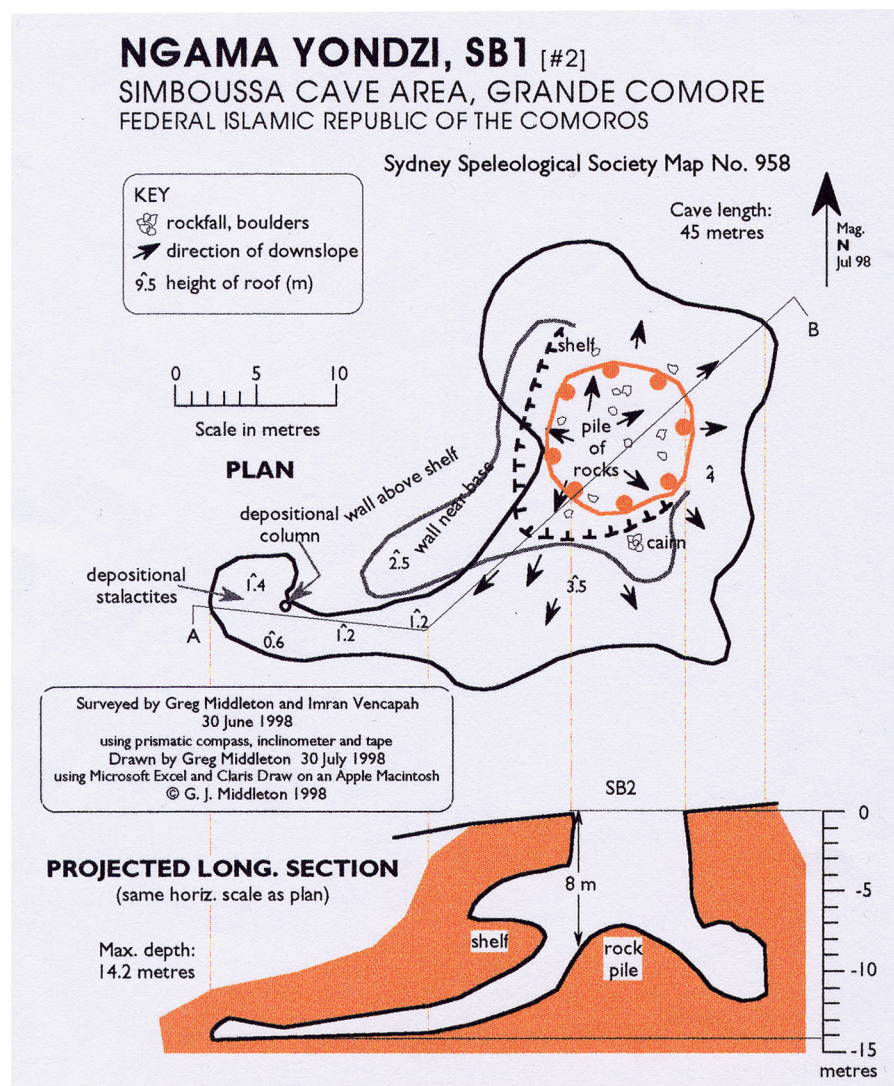 NGAMA YONDZI, SB1 [#2]
SIMBOUSSA CAVE AREA, GRANDE COMORE
FEDERAL ISLAMIC REPUBLIC OF THE COMOROS
Sydney Speleological Society Map No. 958
KEY
rockfall, boulders
direction of downslope
9.5 height of roof (m)
Cave length:
45 metres
Mag.
N
Jul 98
B
shelf
0 5 10
Scale in metres
PLAN
pile
of
rocks
4
wall above shelf
wall near base
depositional
column
cairn
2.5
3.5
depositional
stalactites
1.4
1.2
1.2
0.6
A
Surveyed by Greg Middleton and Imran Vencapah
30 June 1998
using prismatic compass, inclinometer and tape
Drawn by Greg Middleton 30 July 1998
using Microsoft Excel and Claris Draw on an Apple Macintosh
© G. J. Middleton 1998
SB2
PROJECTED LONG. SECTION
(same horiz. scale as plan)
Max. depth:
14.2 metres
8 m
shelf
rock
pile
0
-5
-10
-15
metres